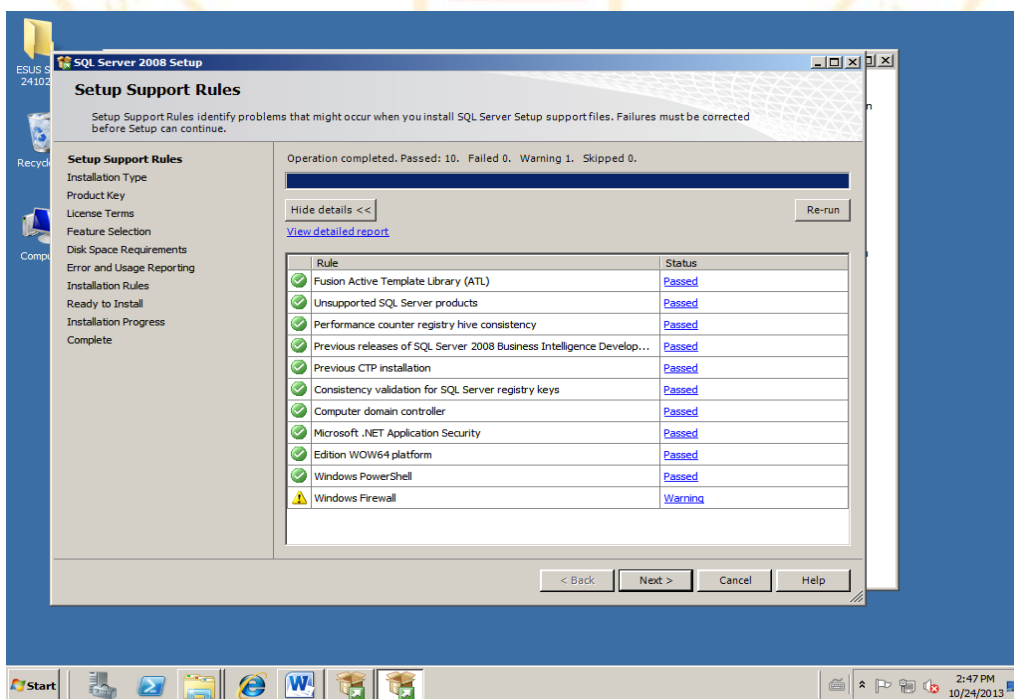 ESUS S
24102
Recycl
Compu
SQL Server 2008 Setup
Setup Support Rules
Setup Support Rules identify problems that might occur when you install SQL Server Setup support files. Failures must be corrected
before Setup can continue.
Setup Support Rules
Installation Type
Product Key
License Terms
Feature Selection
Disk Space Requirements
Error and Usage Reporting
Installation Rules
Ready to Install
Installation Progress
Complete
Operation completed. Passed: 10. Failed 0. Warning 1. Skipped 0.
Hide details <<
Re-run
View detailed report
Rule Status
Fusion Active Template Library (ATL) Passed
Unsupported SQL Server products Passed
Performance counter registry hive consistency Passed
Previous releases of SQL Server 2008 Business Intelligence Develop... Passed
Previous CTP installation Passed
Consistency validation for SQL Server registry keys Passed
Computer domain controller Passed
Microsoft .NET Application Security Passed
Edition WOW64 platform Passed
Windows PowerShell Passed
Windows Firewall Warning
< Back Next > Cancel Help
n
Start
2:47 PM
10/24/2013